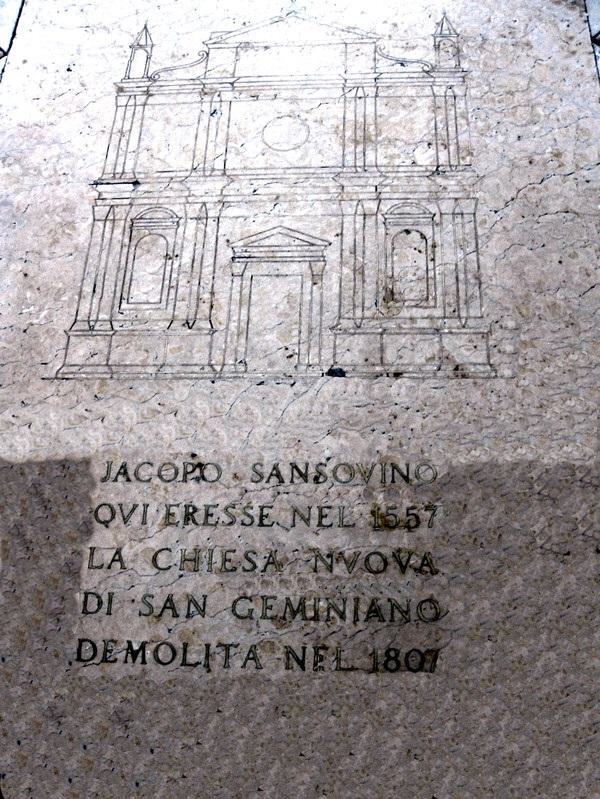 JACOPO SANSOVINO
QVI ERESSE NEL 1557
LA CHIESA NVOVA
DI SAN GEMINIANO
DEMOLITA NEL 1807